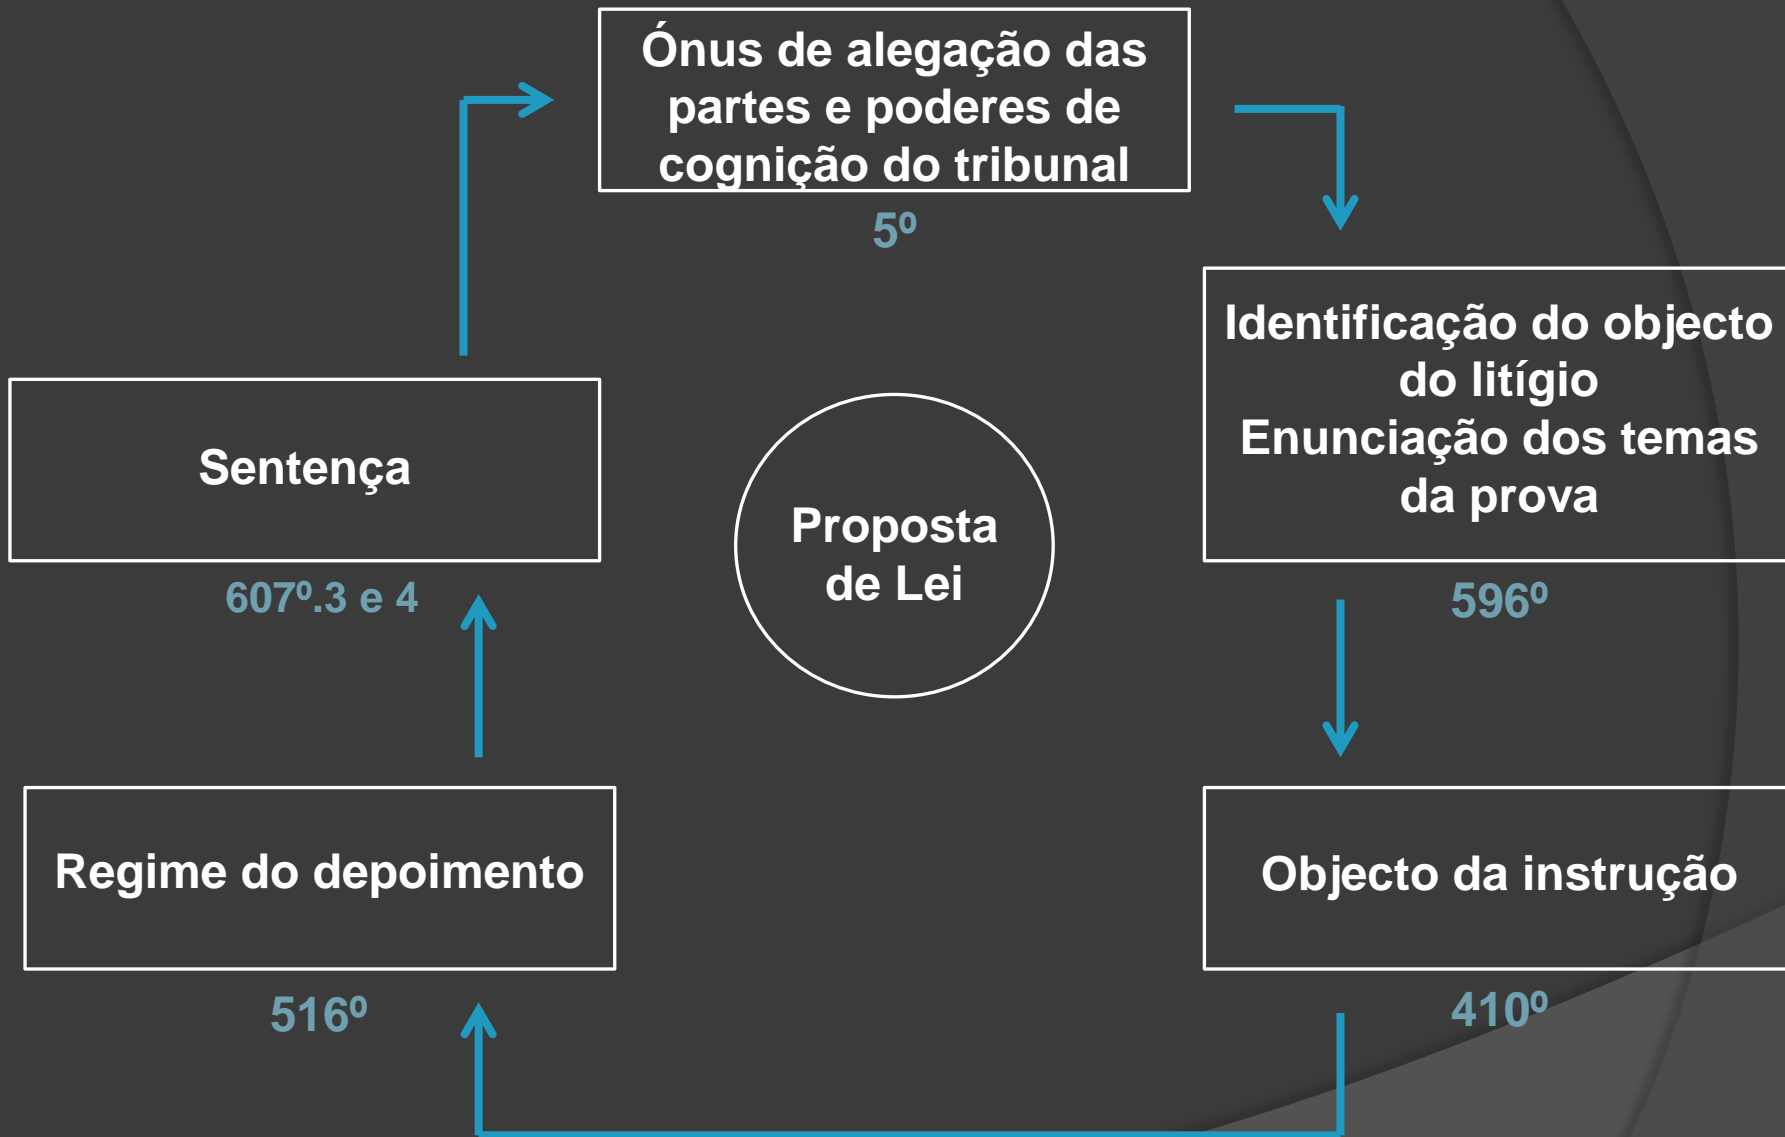 Ónus de alegação das
partes e poderes de
cognição do tribunal
5º
Identificação do objecto
do litígio
Enunciação dos temas
da prova
596º
Sentença
607º.3 e 4
Proposta
de Lei
Regime do depoimento
516º
Objecto da instrução
410º